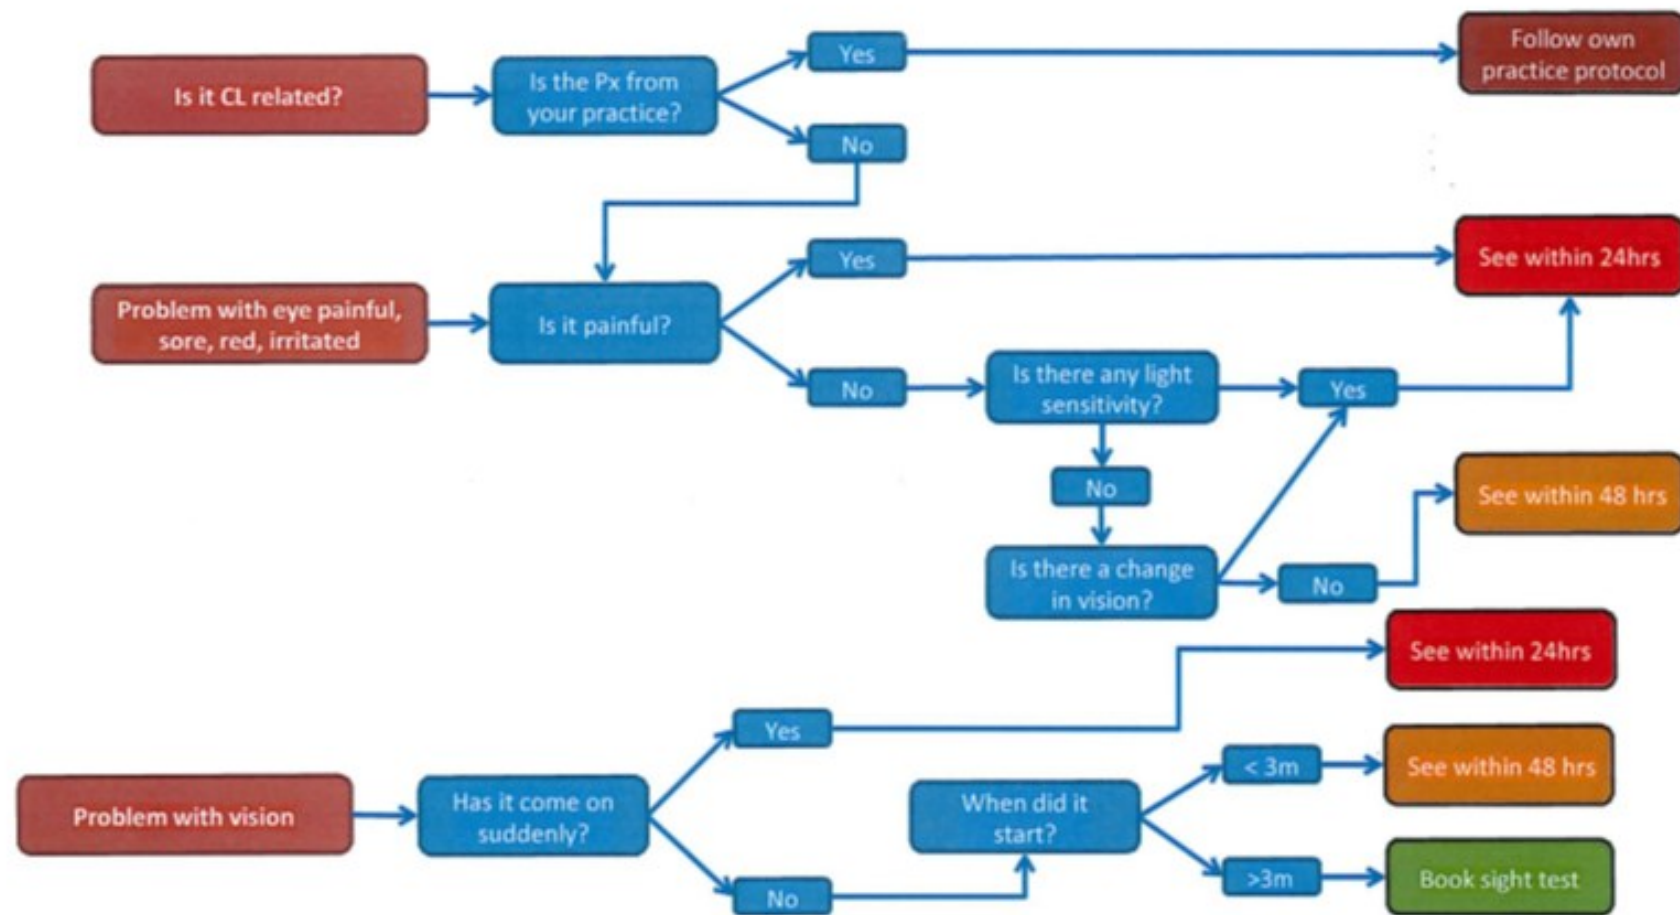 Is it CL related?
Is the Px from
your practice?
Yes
No
Follow own
practice protocol
Problem with eye painful,
sore, red, irritated
Is it painful?
Yes
No
See within 24hrs
Is there any light
sensitivity?
Yes
No
Is there a change
in vision?
No
See within 48 hrs
Problem with vision
Has it come on
suddenly?
Yes
No
See within 24hrs
When did it
start?
< 3m
See within 48 hrs
>3m
Book sight test